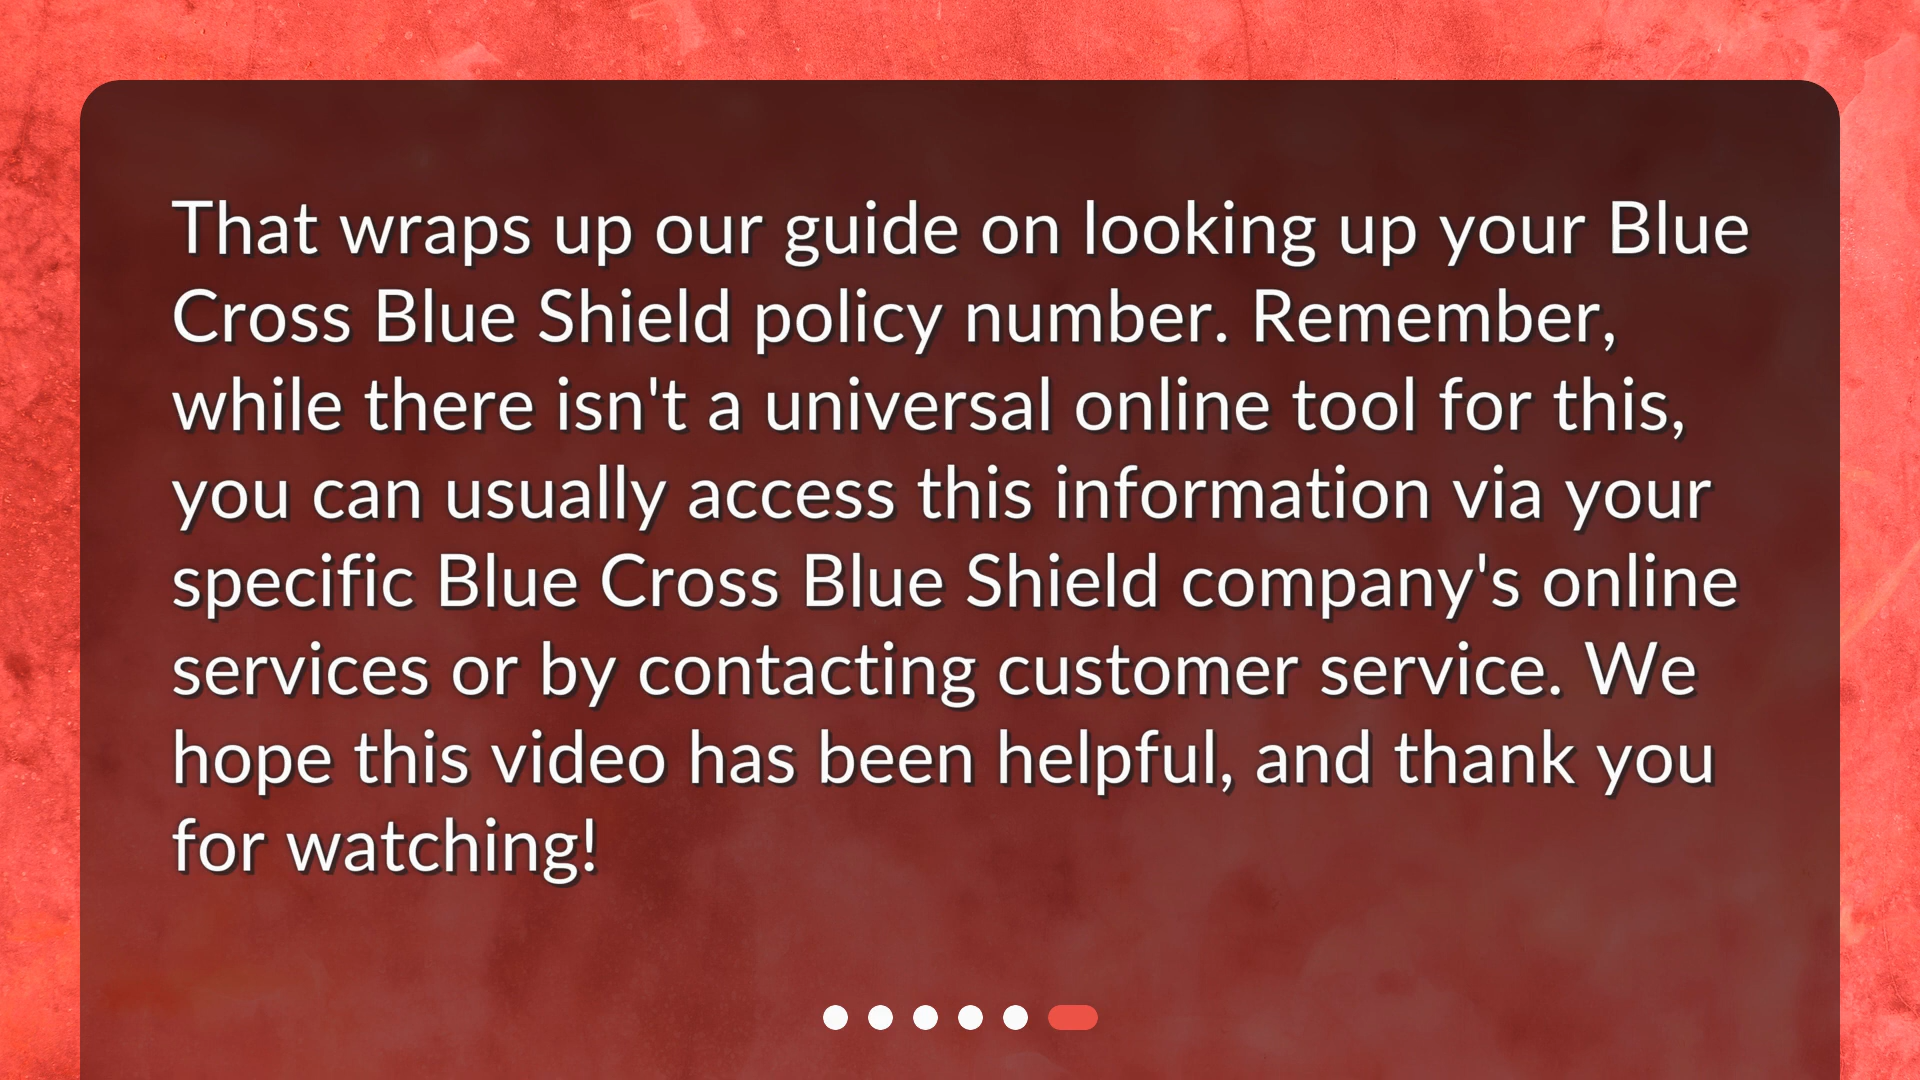 That wraps up our guide on looking up your Blue
Cross Blue Shield policy number. Remember,
while there isn't a universal online tool for this,
you can usually access this information via your
specific Blue Cross Blue Shield company's online
services or by contacting customer service. We
hope this video has been helpful, and thank you
for watching!